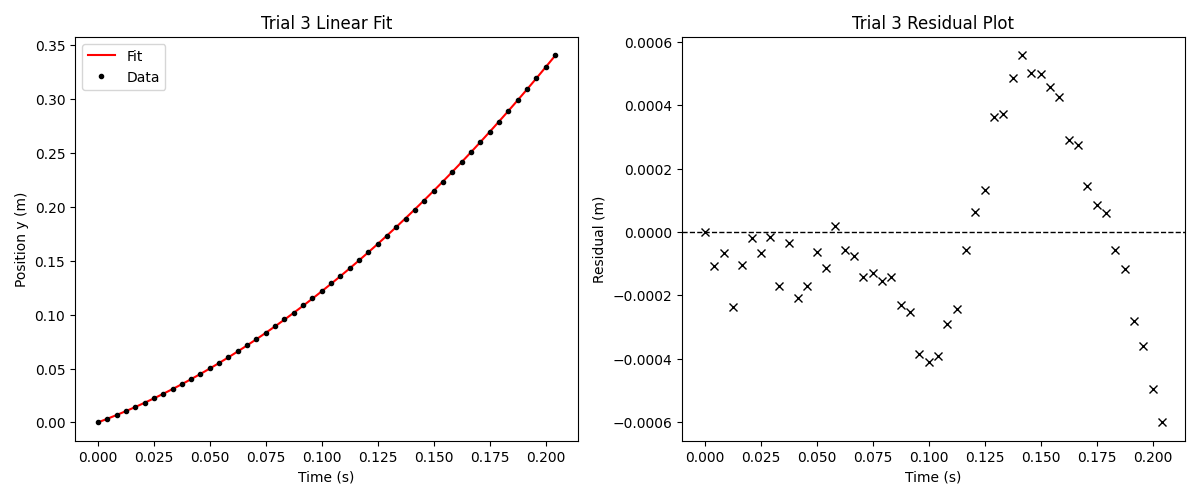 Trial 3 Linear Fit
Fit
Data
0.35
0.30
0.25
0.20
0.15
0.10
0.05
0.00
Position y (m)
0.000 0.025 0.050 0.075 0.100 0.125 0.150 0.175 0.200
Time (s)
Trial 3 Residual Plot
0.0006
0.0004
0.0002
0.0000
−0.0002
−0.0004
−0.0006
Residual (m)
0.000 0.025 0.050 0.075 0.100 0.125 0.150 0.175 0.200
Time (s)